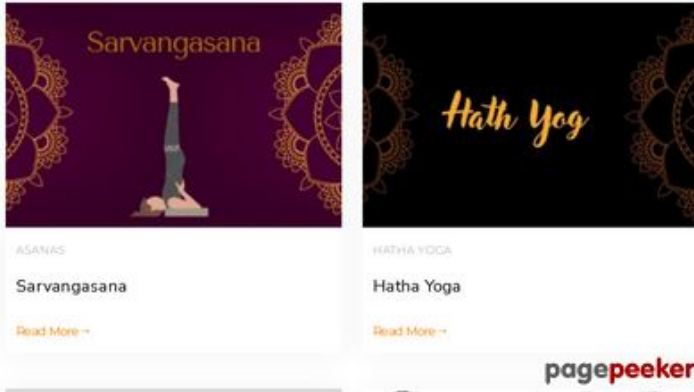 Sarvangasana
Hath Yog
ASANAS
HATHA YOGA
Sarvangasana
Hatha Yoga
Read More→
Read More→
pagepeeker